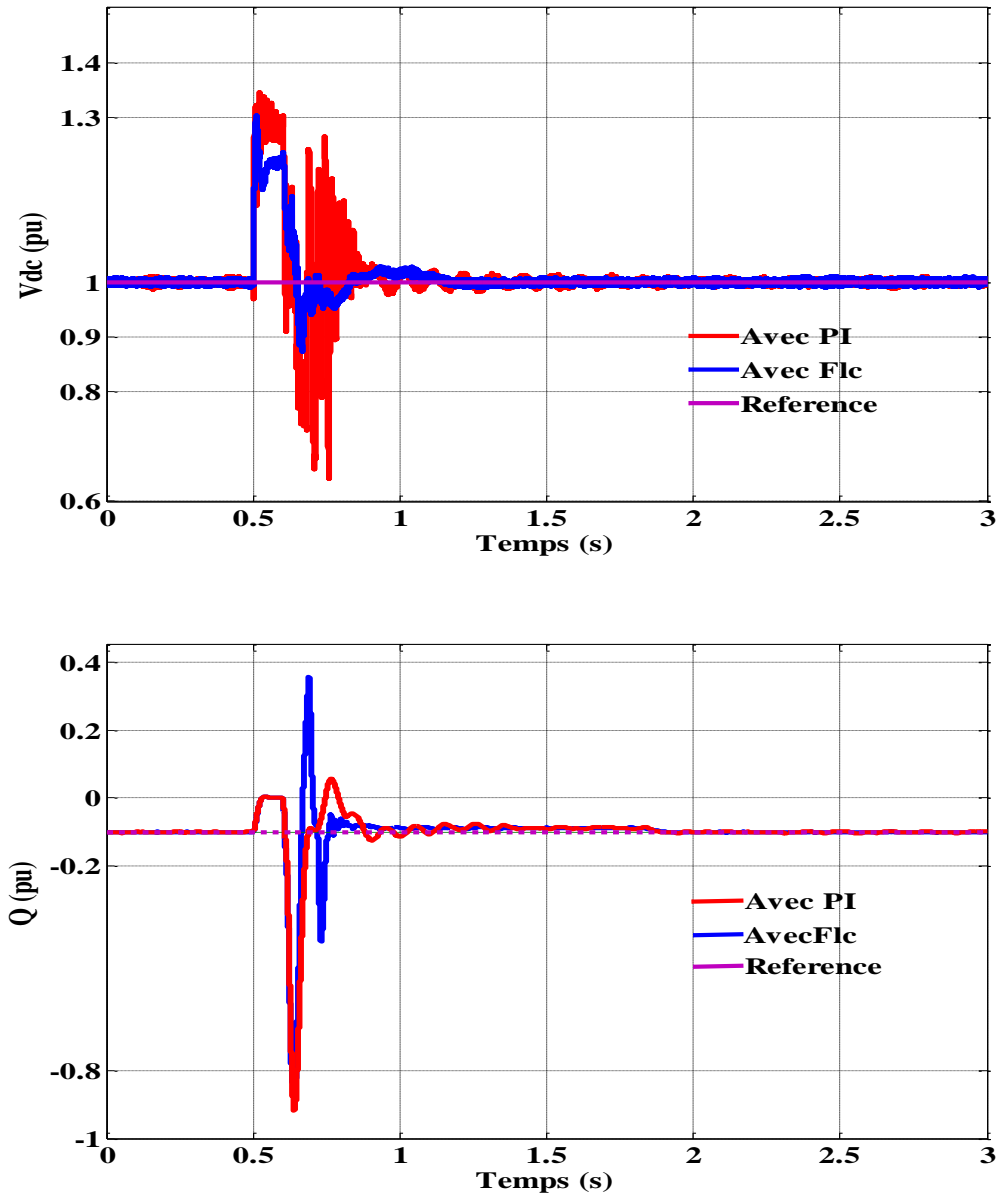 1.4
1.3
1
0.9
0.8
0.6
Vdc (pu)
Avec PI
Avec Flc
Reference
0 0.5 1 1.5 2 2.5 3
Temps (s)
0.4
0.2
0
-0.2
-0.8
-1
Q (pu)
Avec PI
AvecFlc
Reference
0 0.5 1 1.5 2 2.5 3
Temps (s)